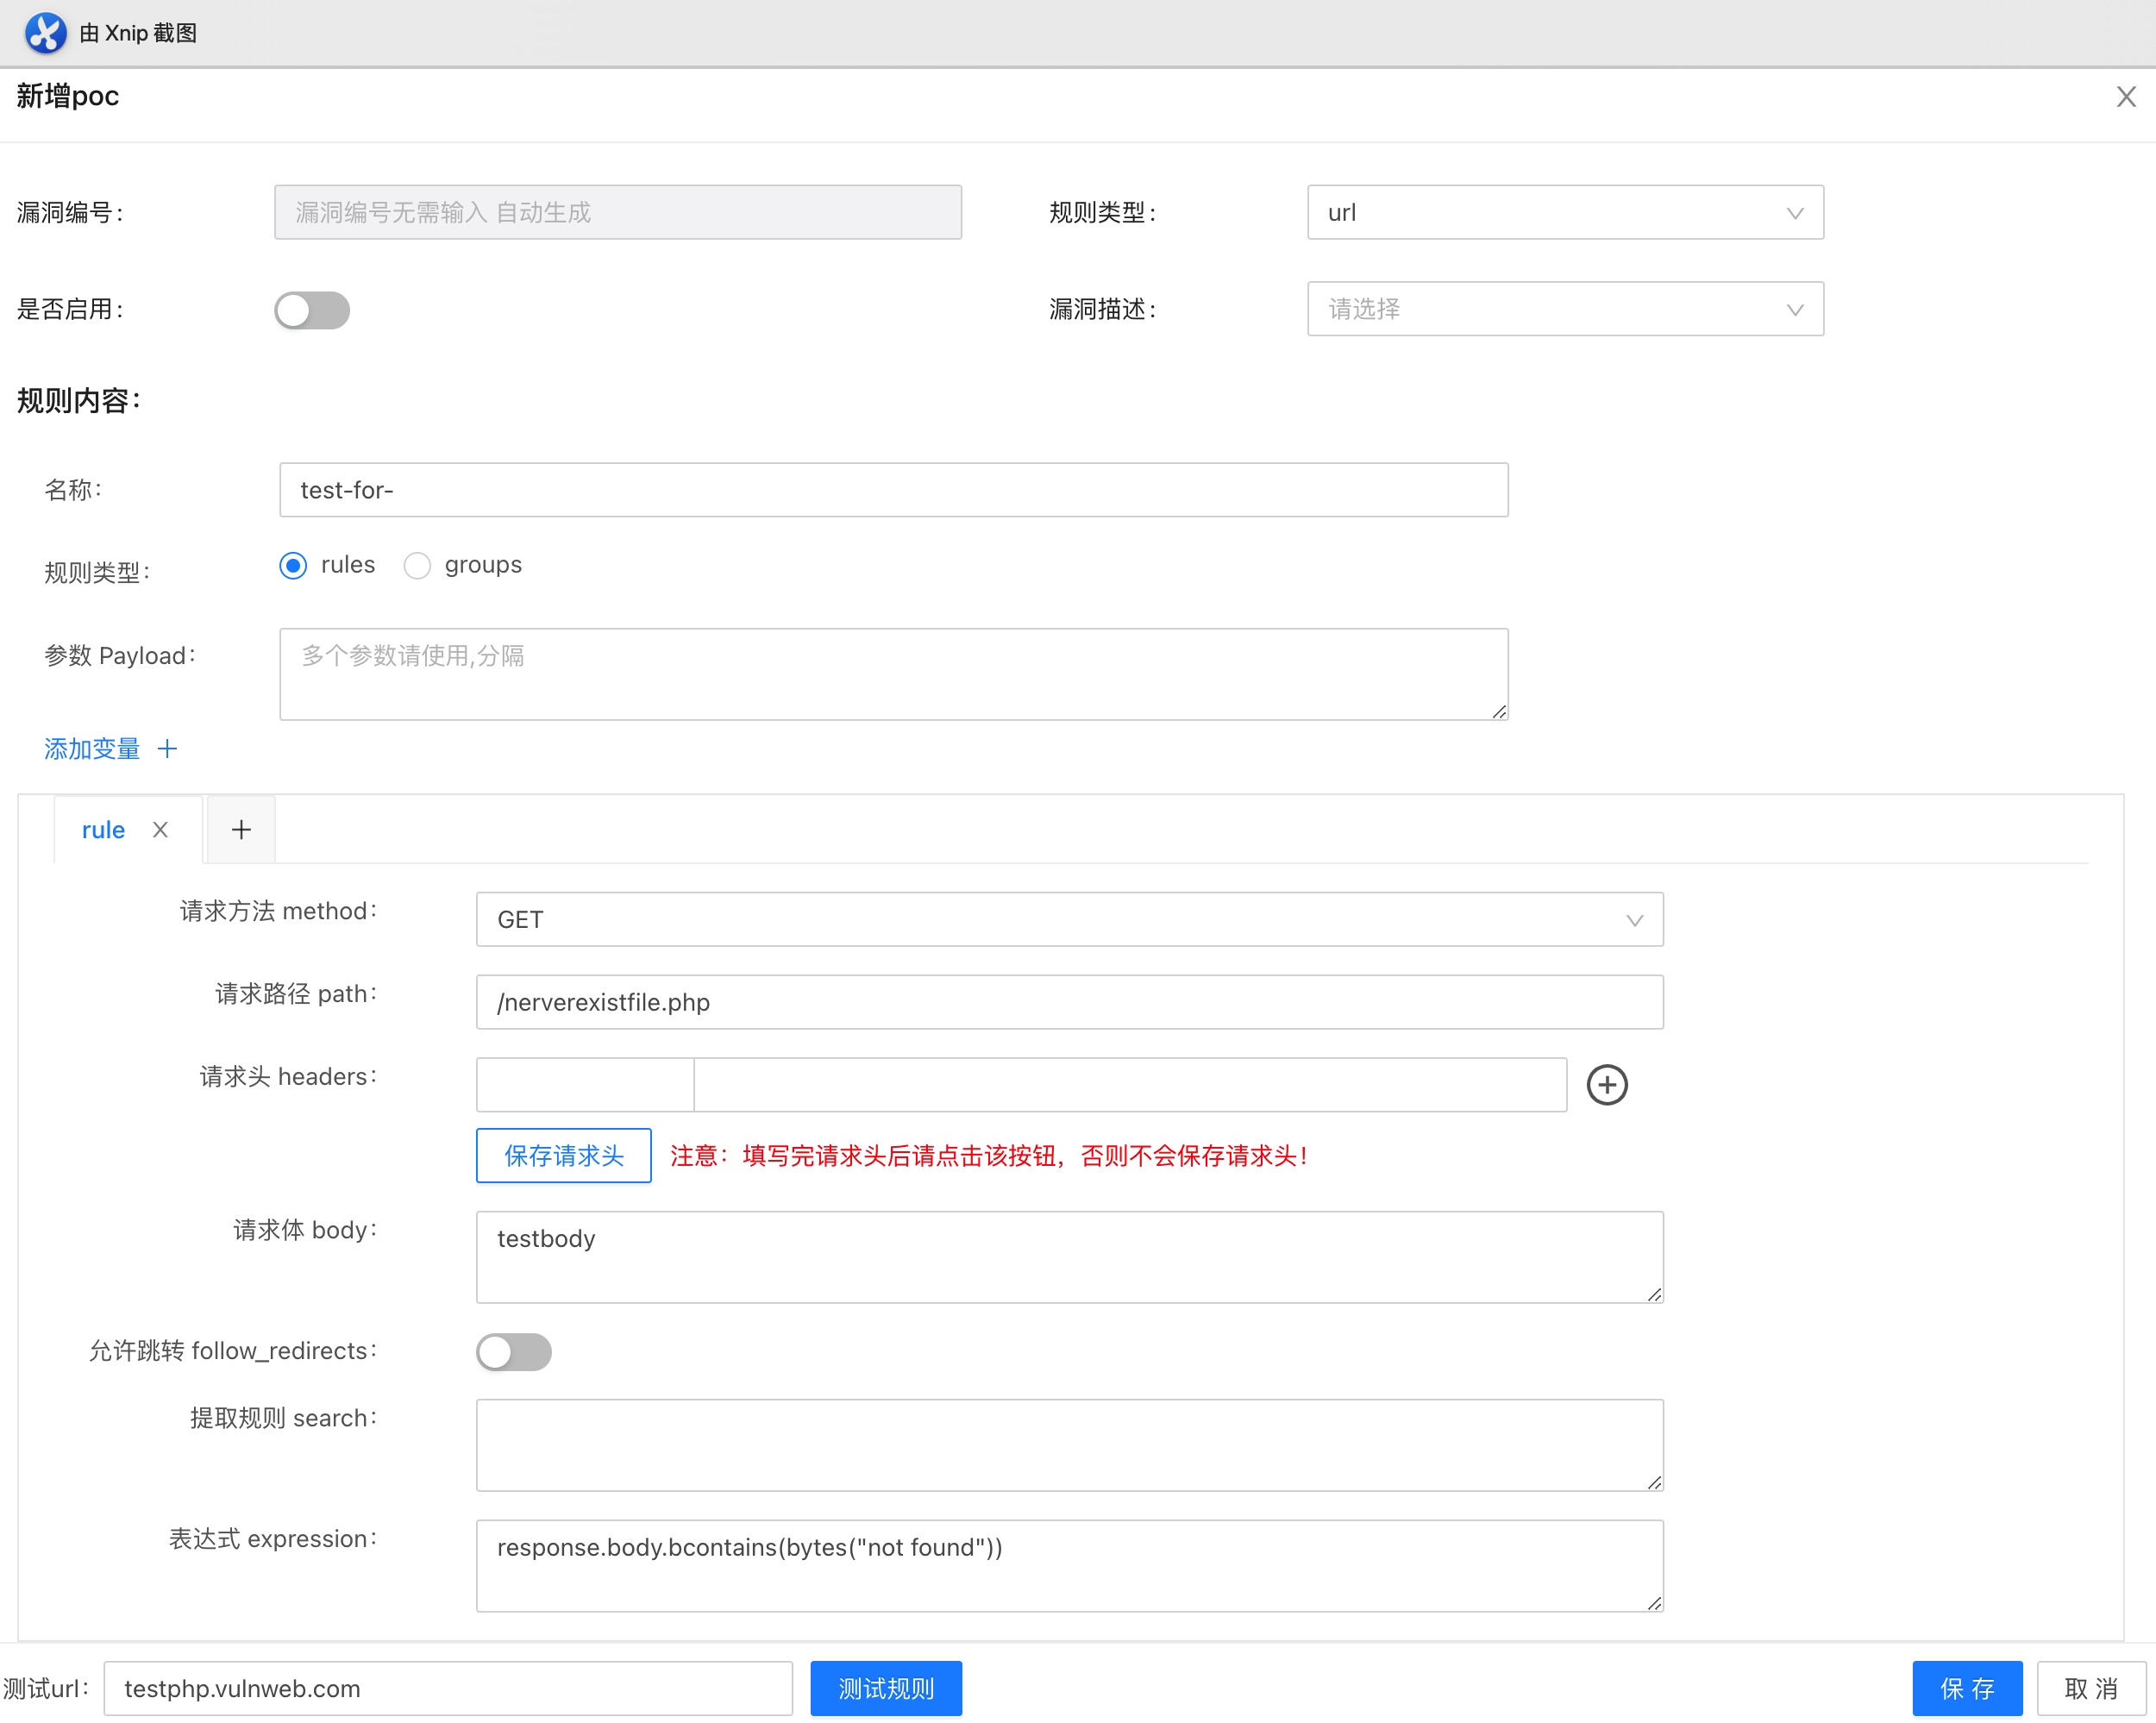 由 Xnip 截图
新增poc
漏洞编号：
漏洞编号无需输入 自动生成
规则类型：
url
是否启用：
漏洞描述：
请选择
规则内容：
名称：
test-for-
规则类型：
rules
groups
参数 Payload：
多个参数请使用,分隔
添加变量 +
rule
+
请求方法 method：
GET
请求路径 path：
/nerverexistfile.php
请求头 headers：
保存请求头
注意：填写完请求头后请点击该按钮，否则不会保存请求头！
请求体 body：
testbody
允许跳转 follow_redirects：
提取规则 search：
表达式 expression：
response.body.bcontains(bytes("not found"))
测试url：
testphp.vulnweb.com
测试规则
保 存
取 消